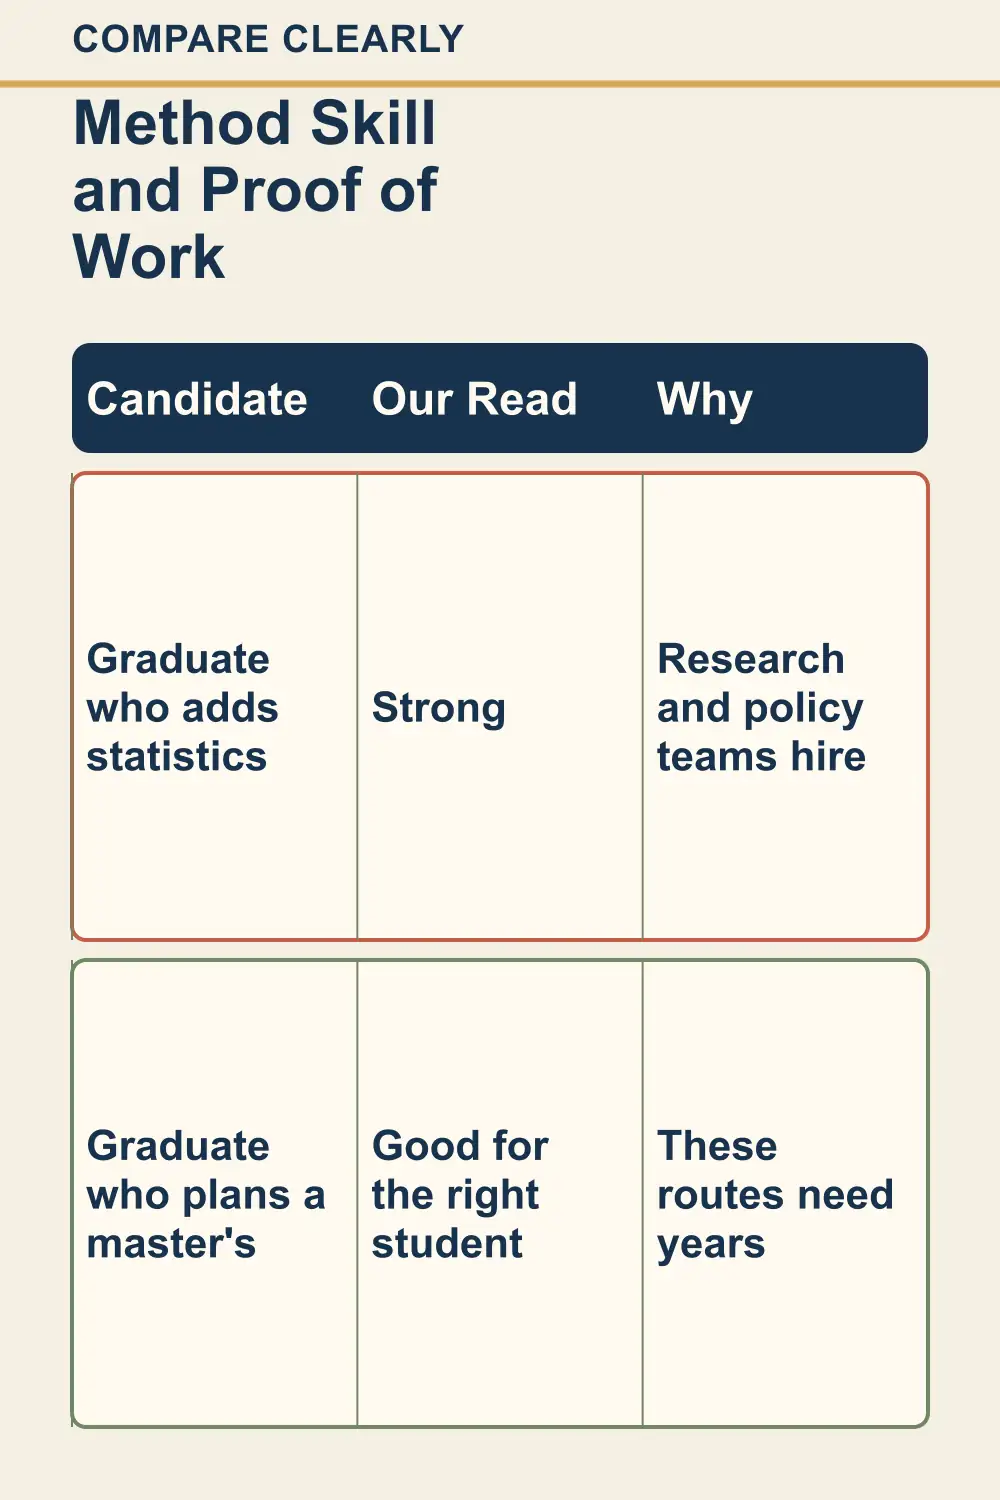 COMPARE CLEARLY
Method Skill
and Proof of
Work
Candidate Our Read Why
Graduate
who adds
statistics
Strong
Research
and policy
teams hire
Graduate
who plans a
master's
Good for
the right
student
These
routes need
years